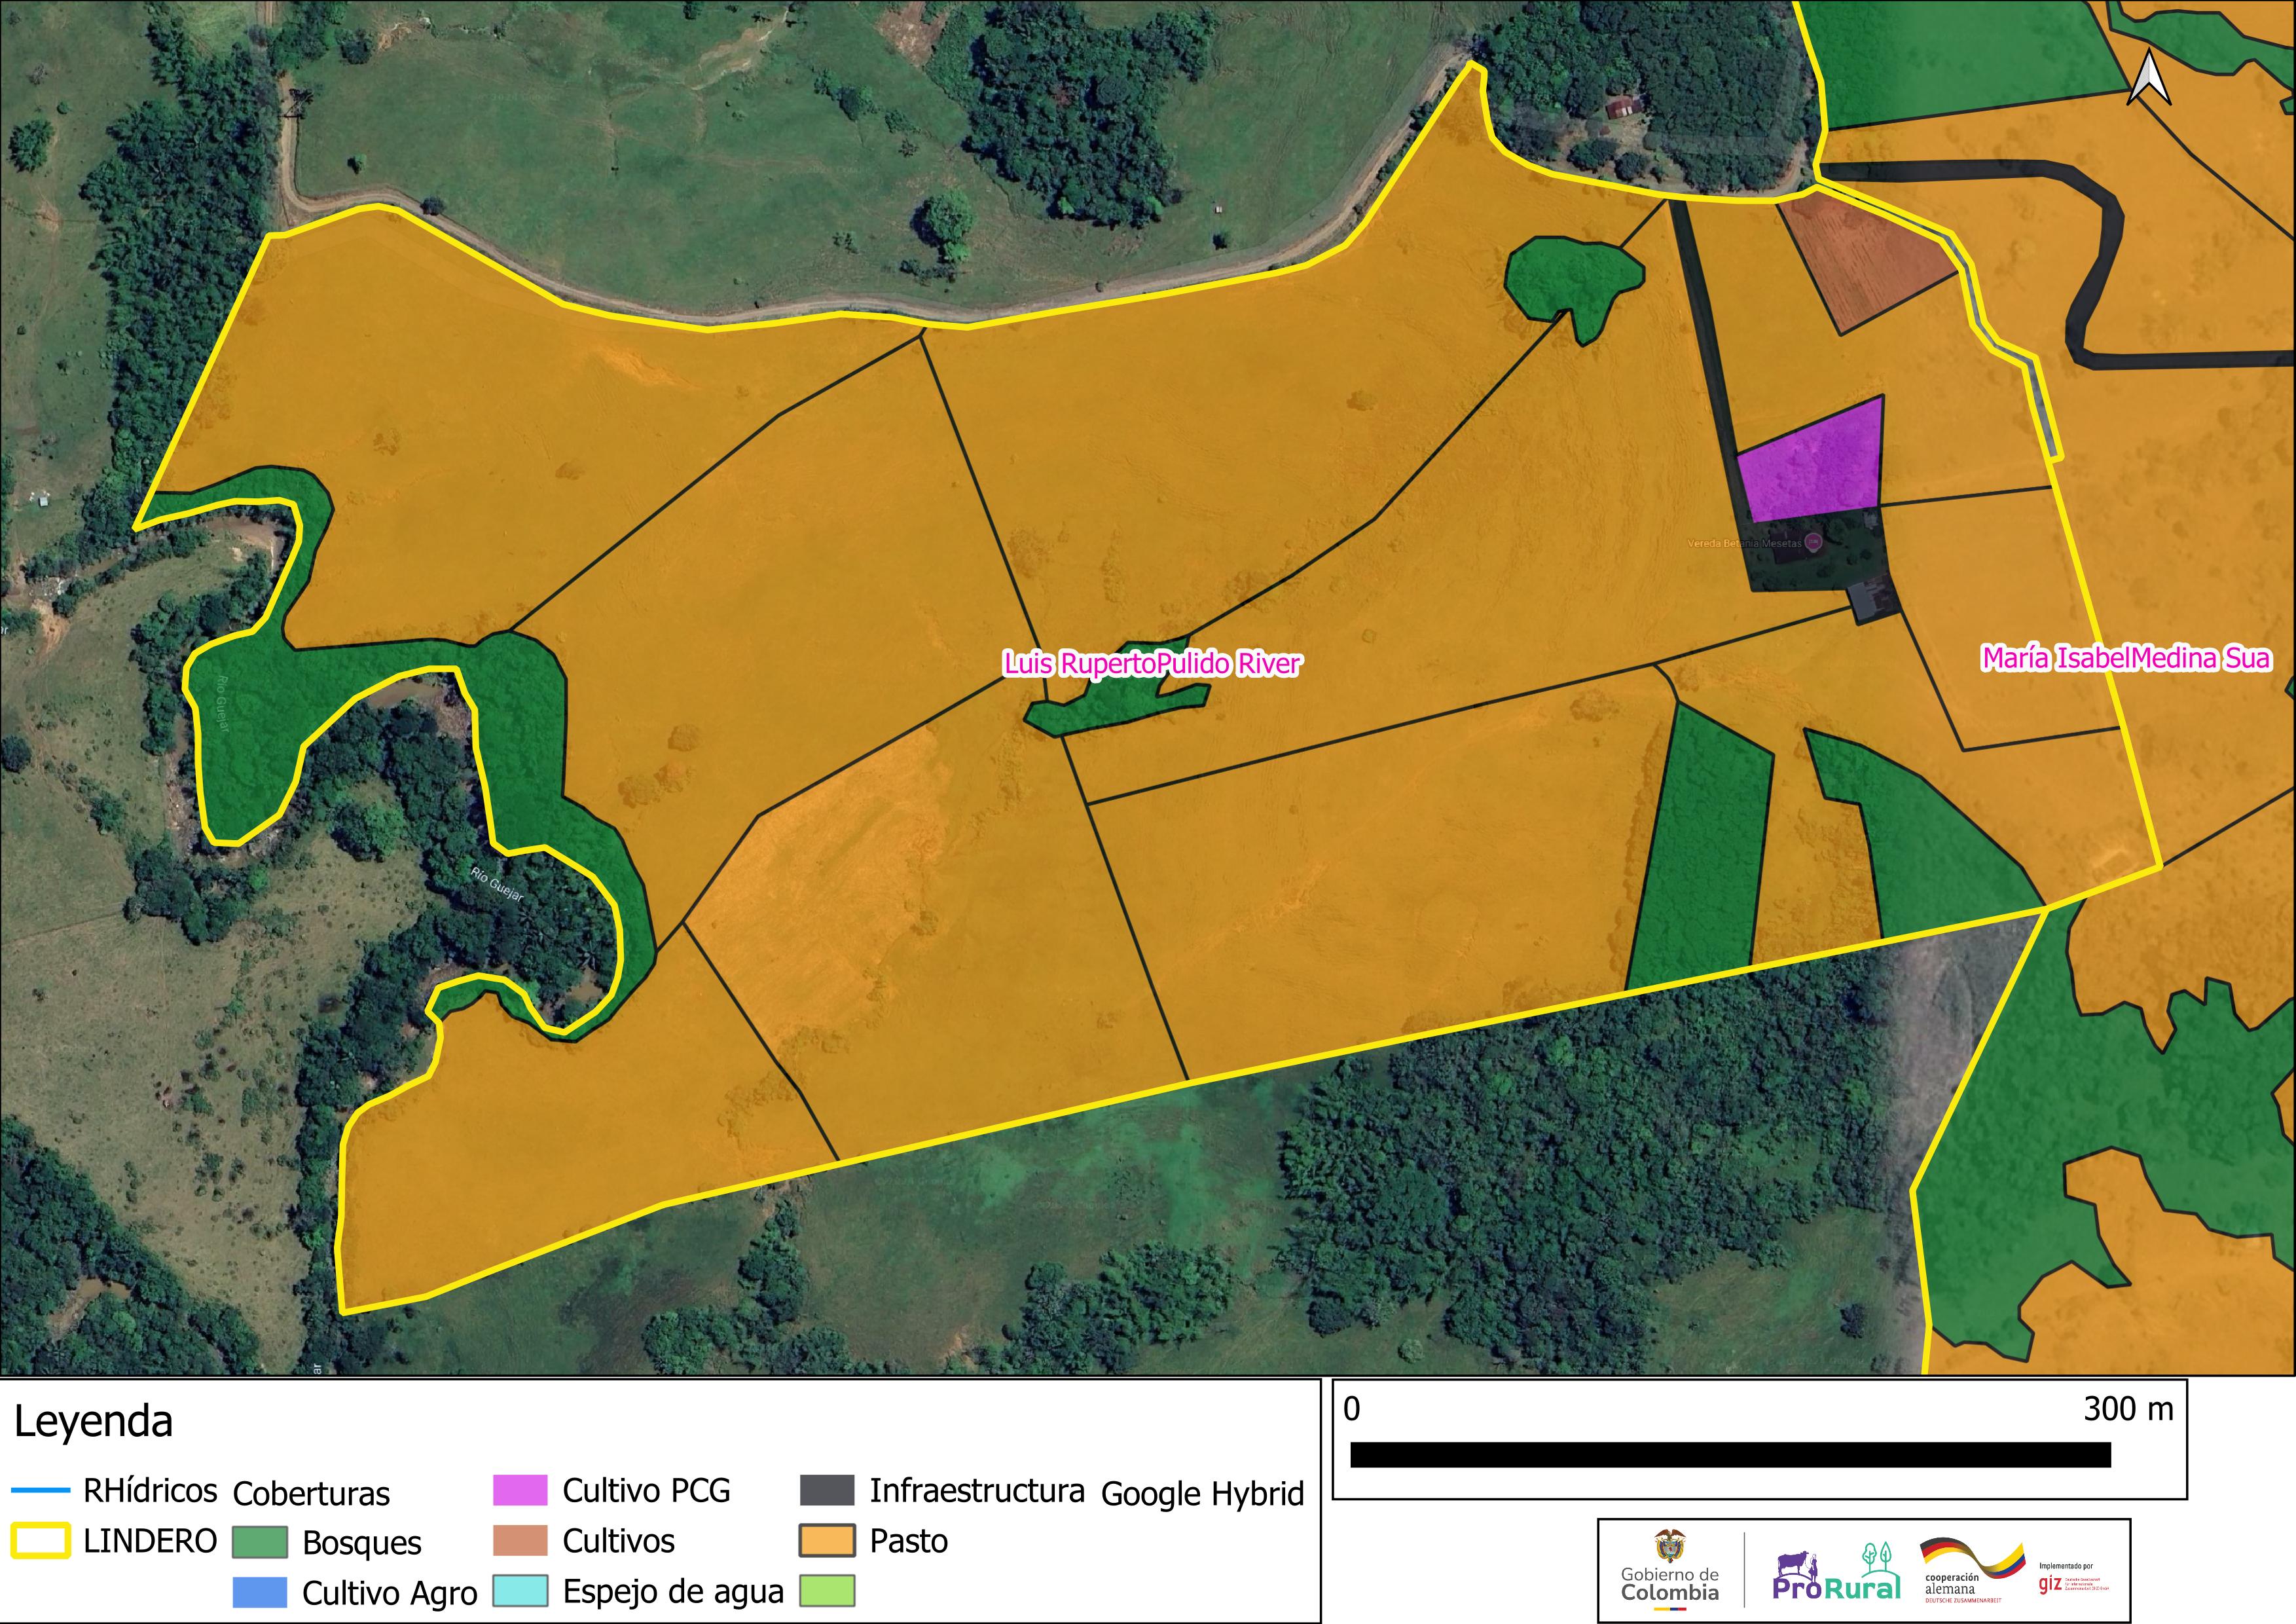 Vereda Betania Mesetas
Luis RupertoPulido River
María IsabelMedina Sua
Río Guejar
Río Guejar
ar
Leyenda
RHídricos
LINDERO
Coberturas
Bosques
Cultivo Agro
Cultivo PCG
Cultivos
Espejo de agua
Infraestructura
Pasto
Google Hybrid
0 300 m
Gobierno de
Colombia
ProRural
cooperación
alemana
DEUTSCHE ZUSAMMENARBEIT
Implementado por
giz